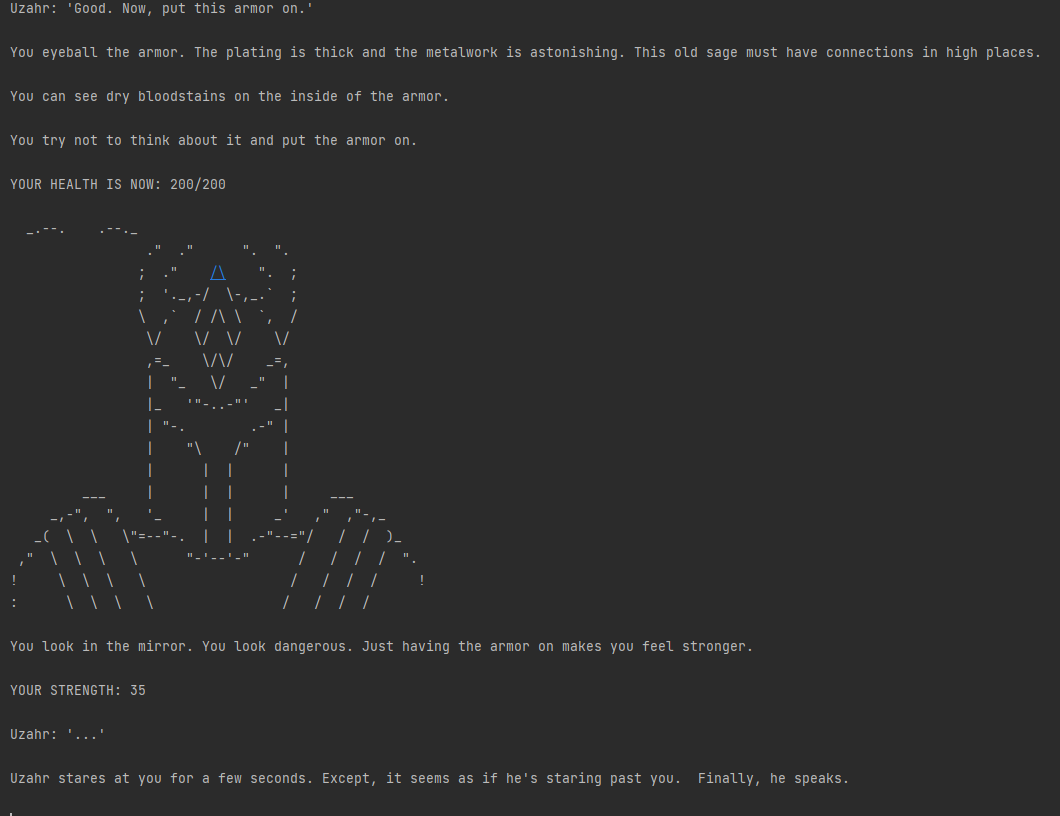 Uzahr: 'Good. Now, put this armor on.'
You eyeball the armor. The plating is thick and the metalwork is astonishing. This old sage must have connections in high places.
You can see dry bloodstains on the inside of the armor.
You try not to think about it and put the armor on.
YOUR HEALTH IS NOW: 200/200
You look in the mirror. You look dangerous. Just having the armor on makes you feel stronger.
YOUR STRENGTH: 35
Uzahr: '...'
Uzahr stares at you for a few seconds. Except, it seems as if he's staring past you.  Finally, he speaks.